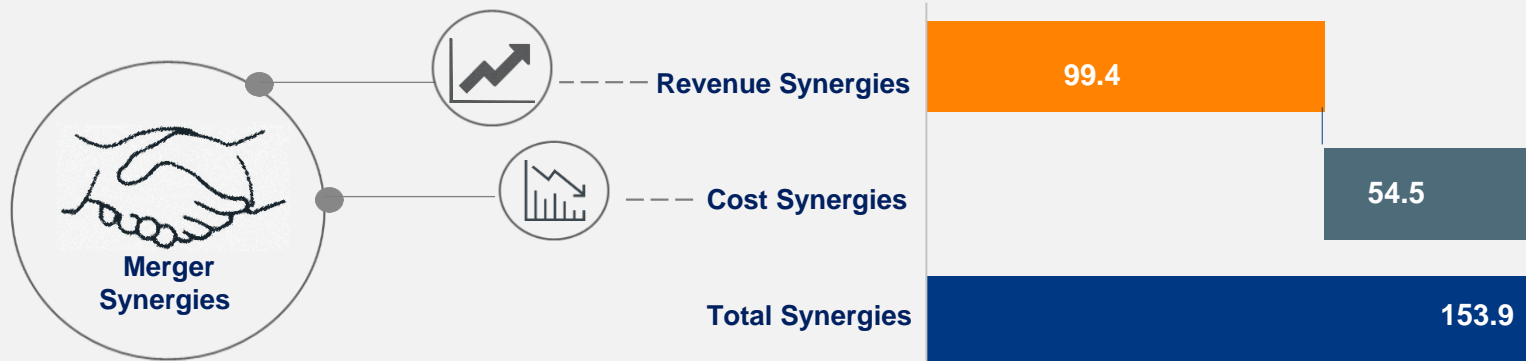 Merger
Synergies
Revenue Synergies
99.4
Cost Synergies
54.5
Total Synergies
153.9